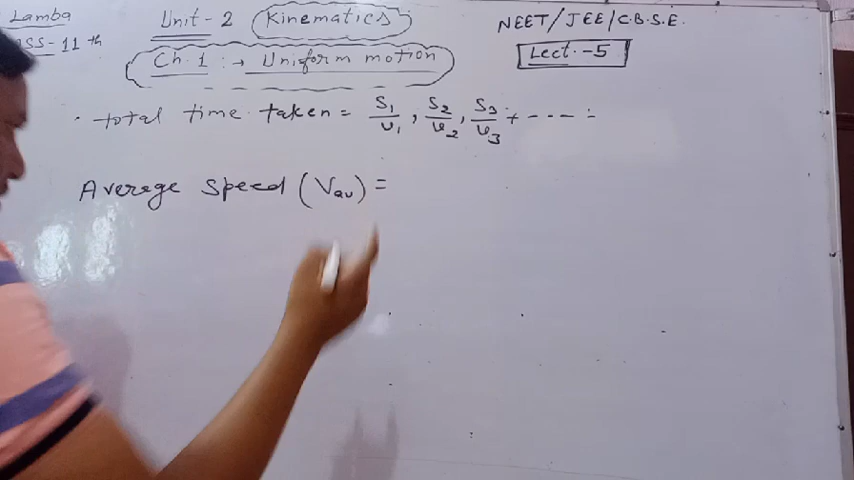 Lamba
Unit-2 Kinematics
NEET/JEE/C.B.S.E.
SS-11 th
Ch.1 :→ Uniform motion
Lect.-5
total time taken = S₁/v₁, S₂/v₂, S₃/v₃ + ----
Average Speed (Vav) =